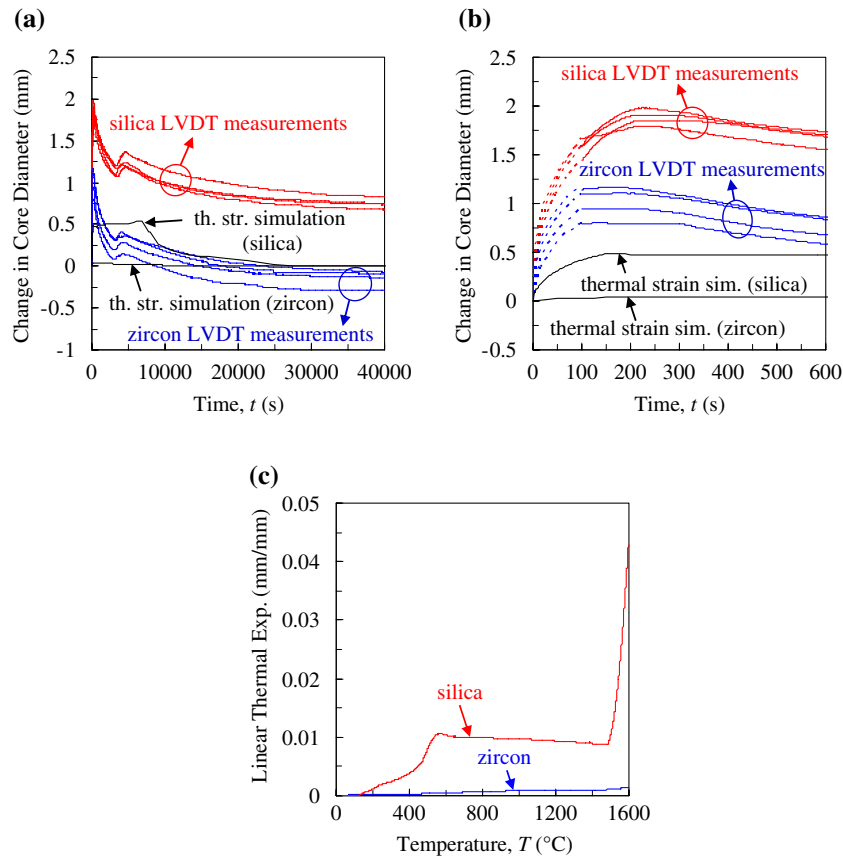 (a)
Change in Core Diameter (mm)
2.5
2
1.5
1
0.5
0
-0.5
-1
silica LVDT measurements
th. str. simulation
(silica)
th. str. simulation (zircon)
zircon LVDT measurements
0 10000 20000 30000 40000
Time, t (s)
(b)
Change in Core Diameter (mm)
2.5
2
1.5
1
0.5
0
-0.5
silica LVDT measurements
zircon LVDT measurements
thermal strain sim. (silica)
thermal strain sim. (zircon)
0 100 200 300 400 500 600
Time, t (s)
(c)
Linear Thermal Exp. (mm/mm)
0.05
0.04
0.03
0.02
0.01
0
silica
zircon
0 400 800 1200 1600
Temperature, T (°C)